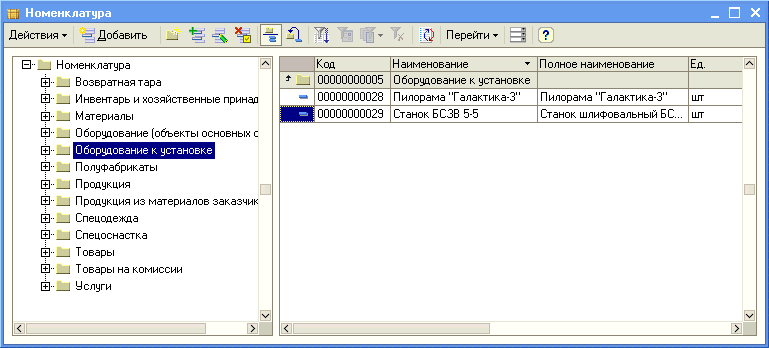 Номенклатура
Действия Добавить Перейти ?
Номенклатура
Возвратная тара
Инвентарь и хозяйственные принад
Материалы
Оборудование (объекты основных с
Оборудование к установке
Полуфабрикаты
Продукция
Продукция из материалов заказчик
Спецодежда
Спецоснастка
Товары
Товары на комиссии
Услуги
Код Наименование Полное наименование Ед.
00000000005 Оборудование к установке
00000000028 Пилорама "Галактика-3" Пилорама "Галактика-3" шт
00000000029 Станок БСЗВ 5-5 Станок шлифовальный БС... шт